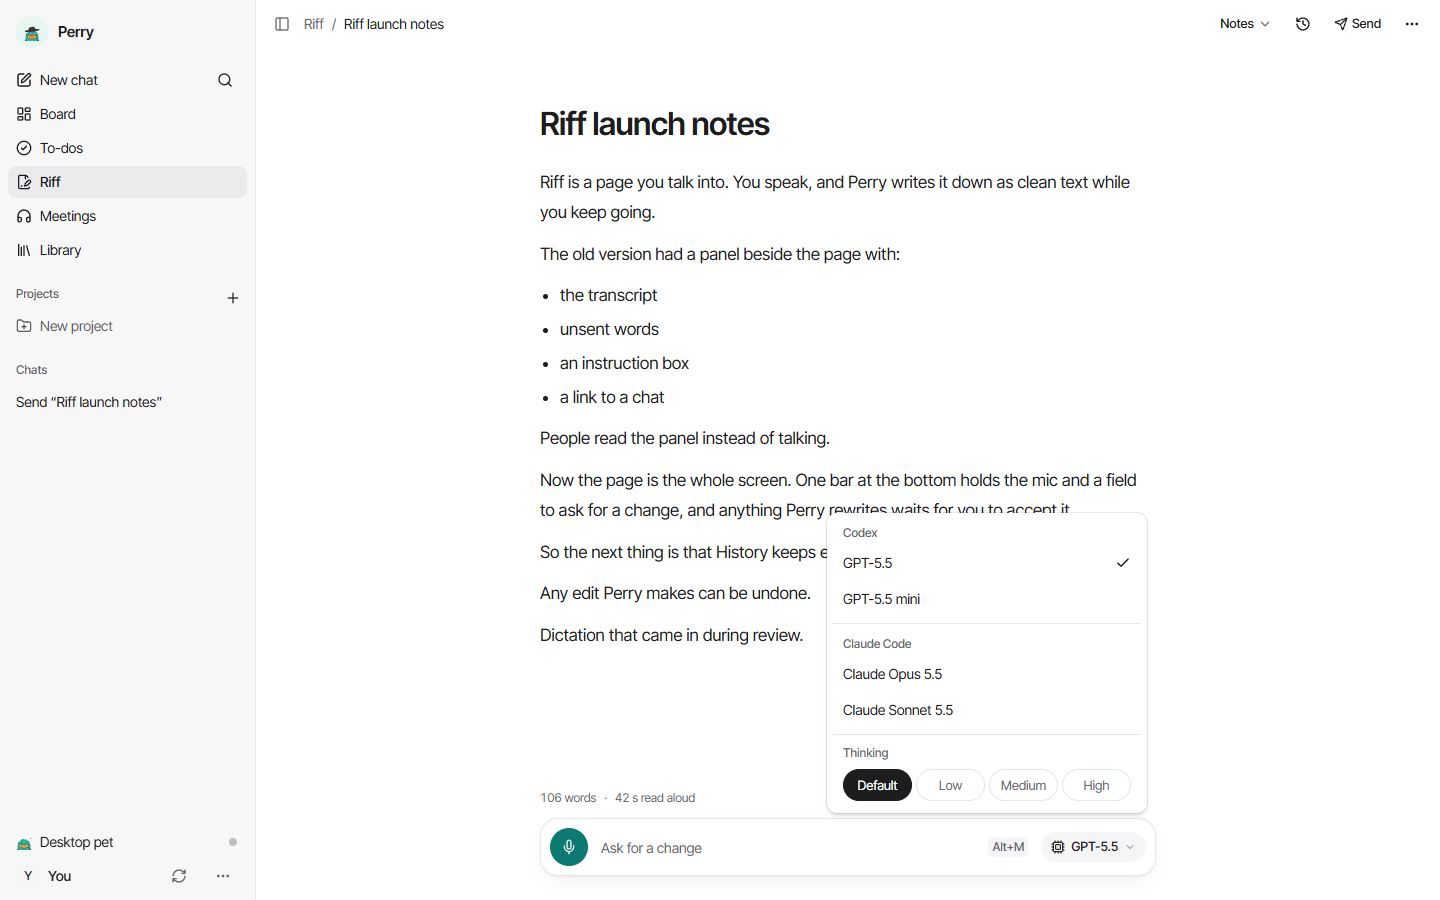 Perry
New chat
Board
To-dos
Riff
Meetings
Library
Projects
New project
Chats
Send “Riff launch notes”
Desktop pet
Y You
Riff / Riff launch notes
Notes
Send
Riff launch notes
Riff is a page you talk into. You speak, and Perry writes it down as clean text while
you keep going.
The old version had a panel beside the page with:
• the transcript
• unsent words
• an instruction box
• a link to a chat
People read the panel instead of talking.
Now the page is the whole screen. One bar at the bottom holds the mic and a field
to ask for a change, and anything Perry rewrites waits for you to accept it
So the next thing is that History keeps
Any edit Perry makes can be undone.
Dictation that came in during review.
Codex
GPT-5.5
GPT-5.5 mini
Claude Code
Claude Opus 5.5
Claude Sonnet 5.5
Thinking
Default Low Medium High
106 words · 42 s read aloud
Ask for a change
Alt+M
GPT-5.5